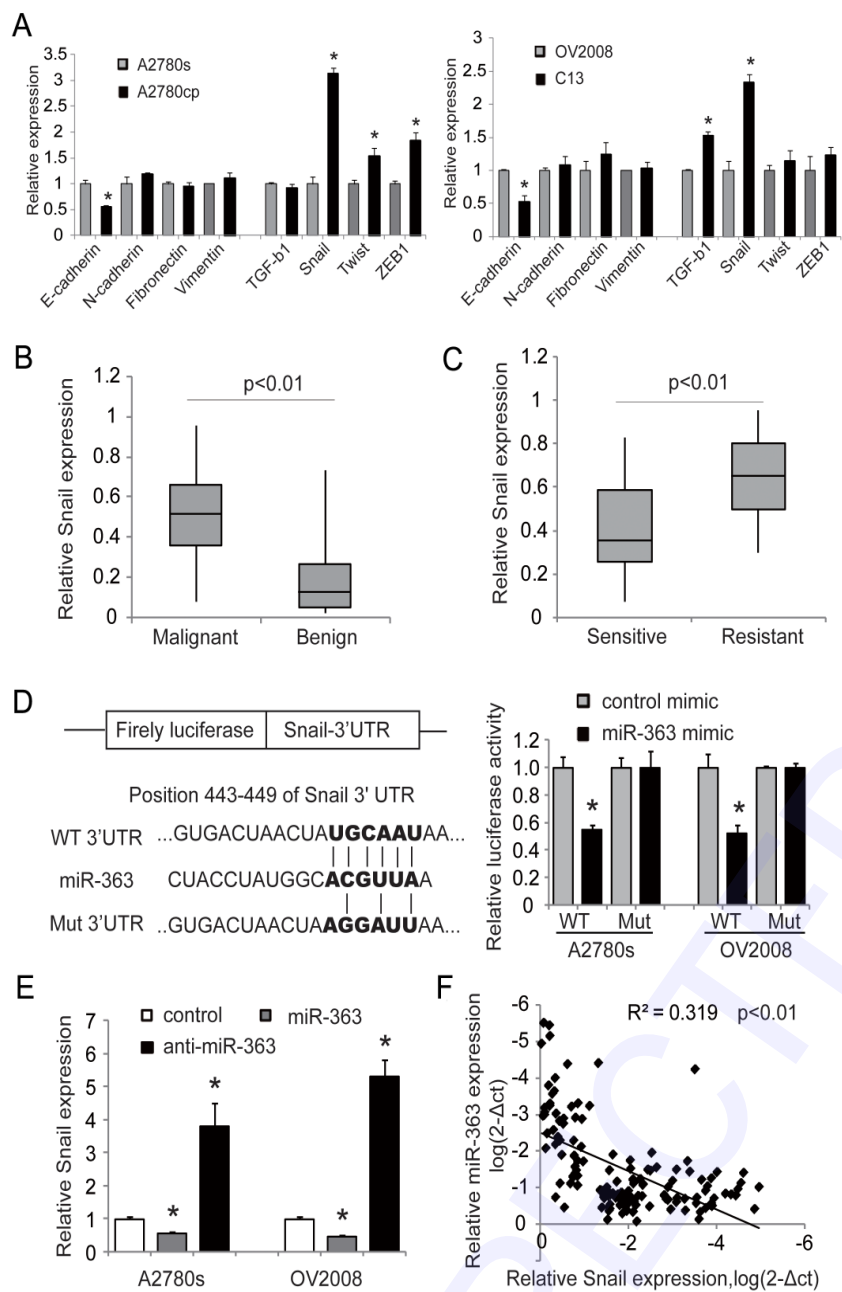 A
Relative expression
3.5
3
2.5
2
1.5
1
0.5
0
A2780s
A2780cp
*
*
*
*
E-cadherin
N-cadherin
Fibronectin
Vimentin
TGF-b1
Snail
Twist
ZEB1
Relative expression
3
2.5
2
1.5
1
0.5
0
OV2008
C13
*
*
*
E-cadherin
N-cadherin
Fibronectin
Vimentin
TGF-b1
Snail
Twist
ZEB1
B
Relative Snail expression
1.2
1
0.8
0.6
0.4
0.2
0
p<0.01
Malignant
Benign
C
Relative Snail expression
1.2
1
0.8
0.6
0.4
0.2
0
p<0.01
Sensitive
Resistant
D
Firely luciferase
Snail-3'UTR
Position 443-449 of Snail 3' UTR
WT 3'UTR ...GUGACUAACUAUGCAAUAA...
miR-363 CUACCUAUGGCACGUUAA
Mut 3'UTR ...GUGACUAACUAAGGAUUAA...
control mimic
miR-363 mimic
Relative luciferase activity
1.2
1.0
0.8
0.6
0.4
0.2
0
*
*
WT Mut WT Mut
A2780s OV2008
E
Relative Snail expression
7
6
5
4
3
2
1
0
control
miR-363
anti-miR-363
*
*
*
*
A2780s
OV2008
F
Relative miR-363 expression
log(2-Δct)
-6
-5
-4
-3
-2
-1
0
R² = 0.319 p<0.01
0
-2
-4
-6
Relative Snail expression,log(2-Δct)